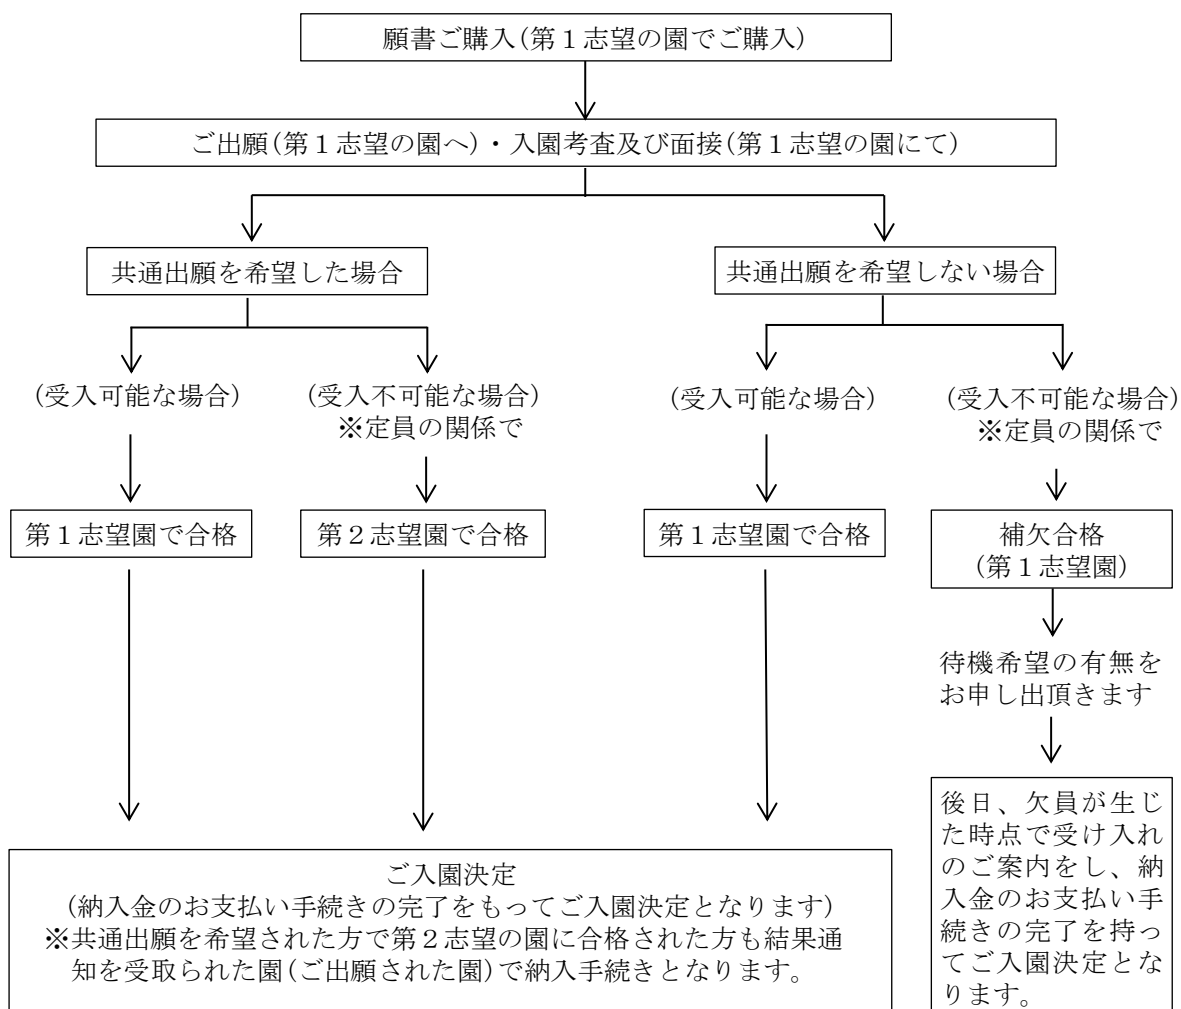 願書ご購入(第１志望の園でご購入)
ご出願(第１志望の園へ)・入園考査及び面接(第１志望の園にて)
共通出願を希望した場合
共通出願を希望しない場合
(受入可能な場合)
(受入不可能な場合)
※定員の関係で
(受入可能な場合)
(受入不可能な場合)
※定員の関係で
第１志望園で合格
第２志望園で合格
第１志望園で合格
補欠合格
(第１志望園)
待機希望の有無を
お申し出頂きます
ご入園決定
(納入金のお支払い手続きの完了をもってご入園決定となります)
※共通出願を希望された方で第２志望の園に合格された方も結果通
知を受取られた園(ご出願された園)で納入手続きとなります。
後日、欠員が生じ
た時点で受け入れ
のご案内をし、納
入金のお支払い手
続きの完了を持っ
てご入園決定とな
ります。